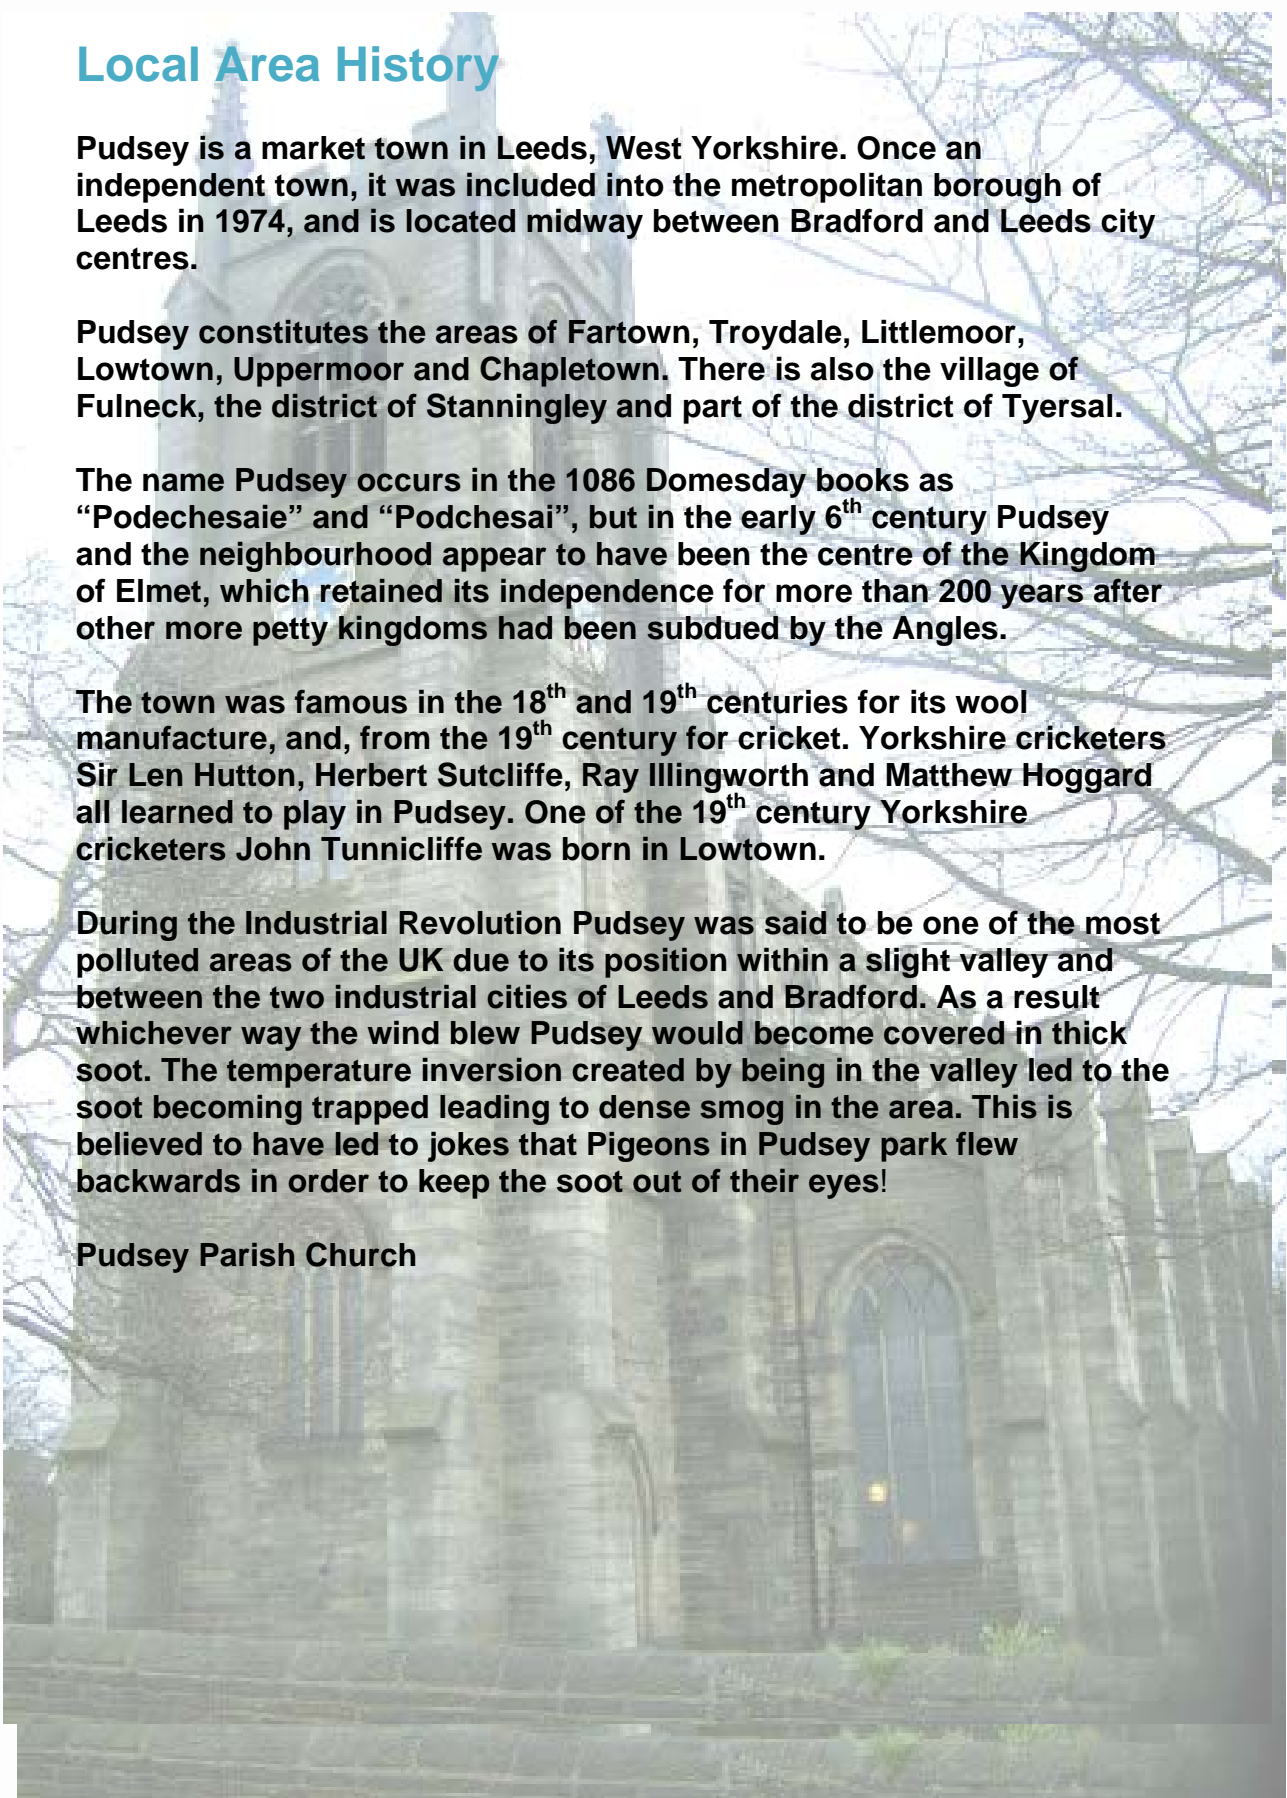 Local Area History
Pudsey is a market town in Leeds, West Yorkshire. Once an
independent town, it was included into the metropolitan borough of
Leeds in 1974, and is located midway between Bradford and Leeds city
centres.
Pudsey constitutes the areas of Fartown, Troydale, Littlemoor,
Lowtown, Uppermoor and Chapletown. There is also the village of
Fulneck, the district of Stanningley and part of the district of Tyersal.
The name Pudsey occurs in the 1086 Domesday books as
“Podechesaie” and “Podchesai”, but in the early 6th century Pudsey
and the neighbourhood appear to have been the centre of the Kingdom
of Elmet, which retained its independence for more than 200 years after
other more petty kingdoms had been subdued by the Angles.
The town was famous in the 18th and 19th centuries for its wool
manufacture, and, from the 19th century for cricket. Yorkshire cricketers
Sir Len Hutton, Herbert Sutcliffe, Ray Illingworth and Matthew Hoggard
all learned to play in Pudsey. One of the 19th century Yorkshire
cricketers John Tunnicliffe was born in Lowtown.
During the Industrial Revolution Pudsey was said to be one of the most
polluted areas of the UK due to its position within a slight valley and
between the two industrial cities of Leeds and Bradford. As a result
whichever way the wind blew Pudsey would become covered in thick
soot. The temperature inversion created by being in the valley led to the
soot becoming trapped leading to dense smog in the area. This is
believed to have led to jokes that Pigeons in Pudsey park flew
backwards in order to keep the soot out of their eyes!
Pudsey Parish Church